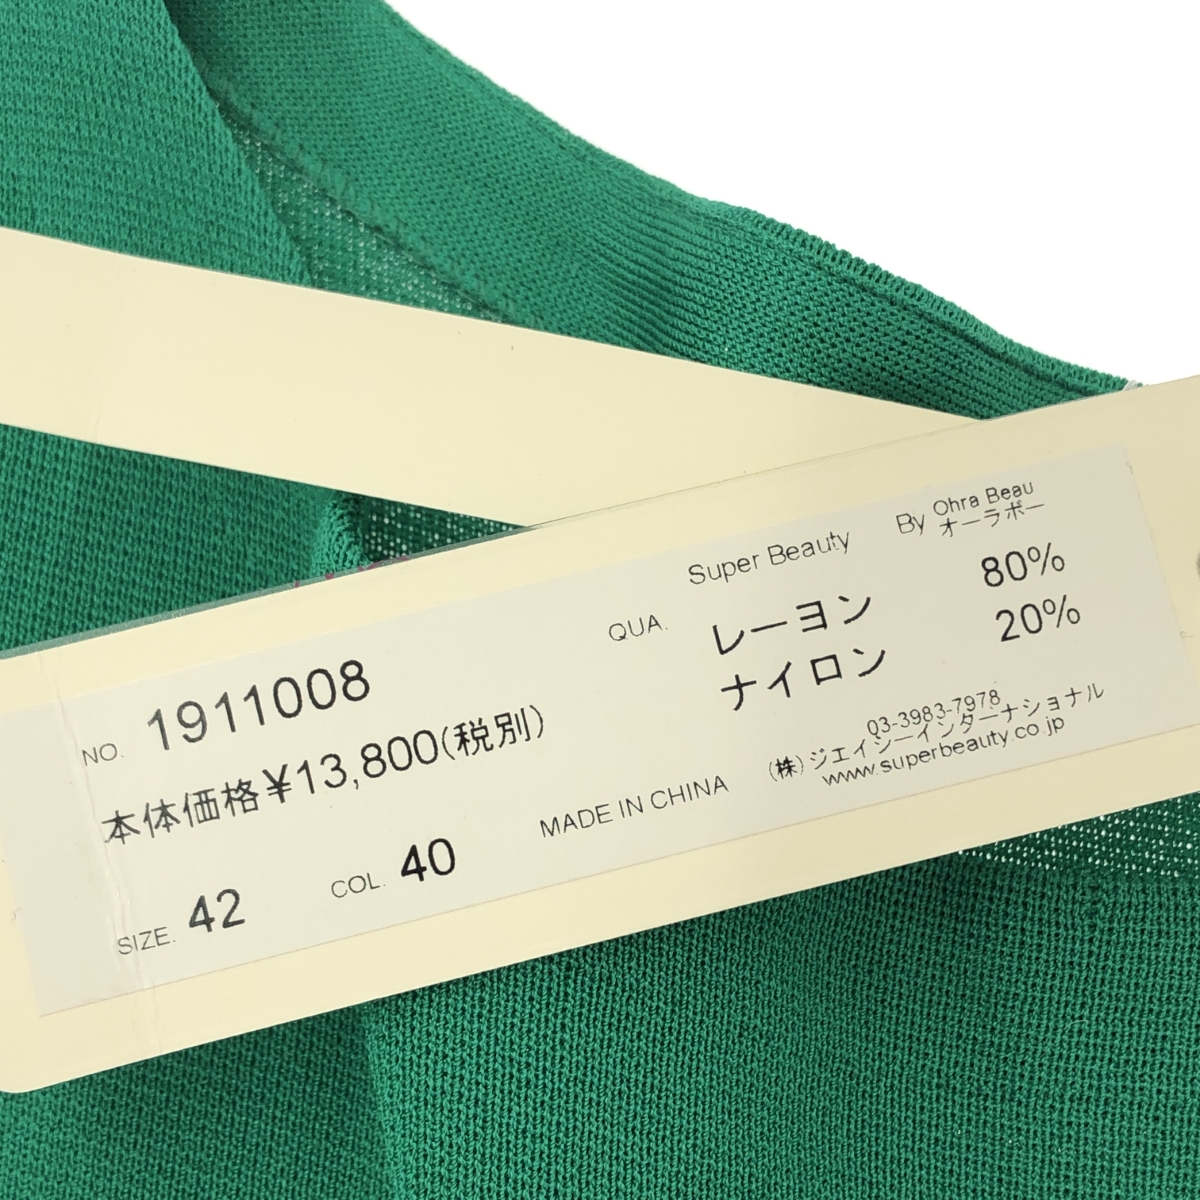 Super Beauty By Ohra Beau
オーラボー
NO. 1911008
QUA. レーヨン 80%
ナイロン 20%
本体価格¥13,800(税別)
03-3983-7978
(株)ジェイシーインターナショナル
www.superbeauty.co.jp
SIZE. 42 COL. 40 MADE IN CHINA